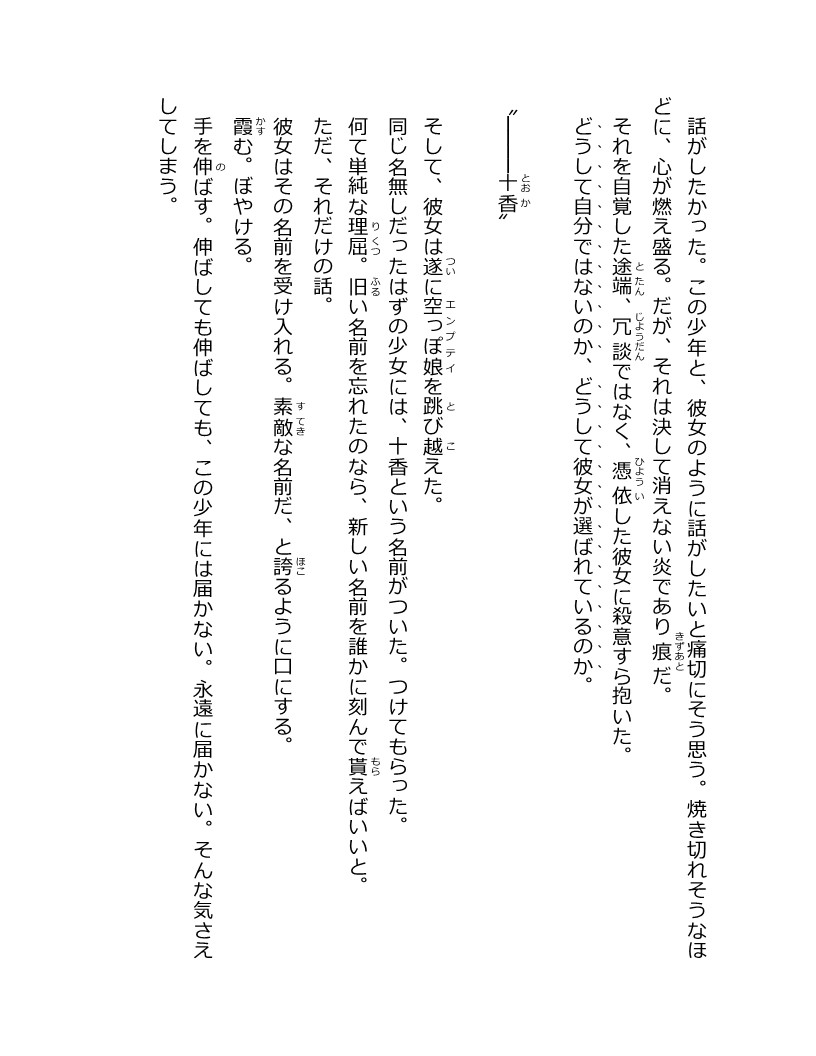 話がしたかった。この少年と、彼女のように話がしたいと痛切にそう思う。焼き切れそうなほ
どに、心が燃え盛る。だが、それは決して消えない炎であり痕だ。
それを自覚した途端、冗談ではなく、憑依した彼女に殺意すら抱いた。
どうして自分ではないのか、どうして彼女が選ばれているのか。
〝――十香〟
そして、彼女は遂に空っぽ娘を跳び越えた。
同じ名無しだったはずの少女には、十香という名前がついた。つけてもらった。
何て単純な理屈。旧い名前を忘れたのなら、新しい名前を誰かに刻んで貰えばいいと。
ただ、それだけの話。
彼女はその名前を受け入れる。素敵な名前だ、と誇るように口にする。
霞む。ぼやける。
手を伸ばす。伸ばしても伸ばしても、この少年には届かない。永遠に届かない。そんな気さえ
してしまう。